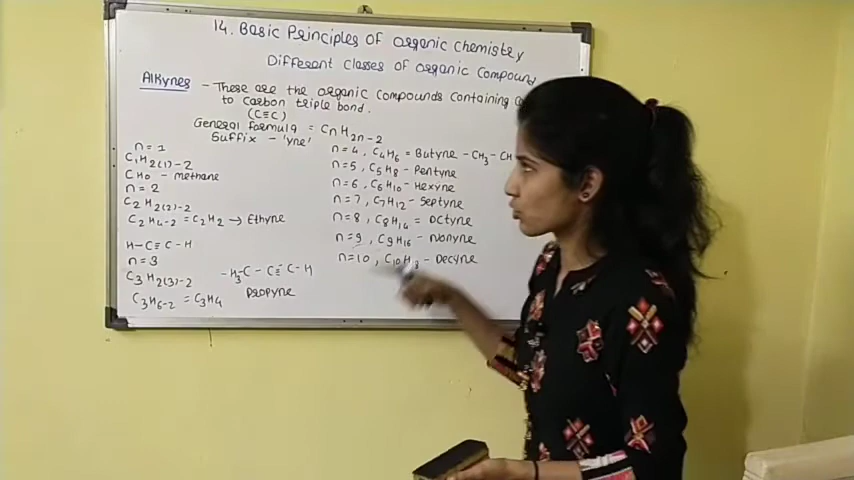 14. Basic Principles of organic Chemistry
Different Classes of organic Compound
Alkynes - These are the organic Compounds Containing
to Carbon triple bond.
(C≡C)
General formula = CnH2n-2
Suffix - 'yne'
n = 1
C1H2(1)-2
CH0 - methane
n = 2
C2H2(2)-2
C2H4-2 = C2H2 → Ethyne
H-C≡C-H
n = 3
C3H2(3)-2
C3H6-2 = C3H4
-H3C - C≡C-H
Propyne
n = 4, C4H6 = Butyne - CH3 - CH
n = 5, C5H8 - Pentyne
n = 6, C6H10 - Hexyne
n = 7, C7H12 - Septyne
n = 8, C8H14 = Octyne
n = 9, C9H16 - Nonyne
n = 10, C10H18 - Decyne